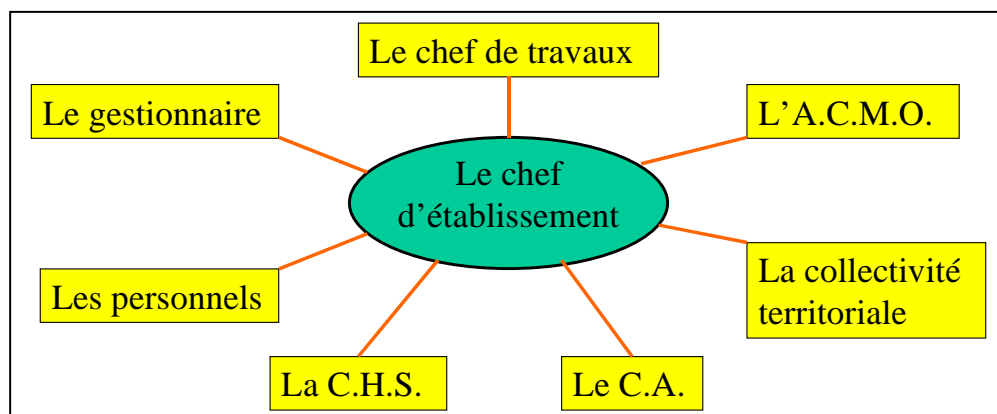 Le chef de travaux
Le gestionnaire
L'A.C.M.O.
Le chef
d'établissement
Les personnels
La collectivité
territoriale
La C.H.S.
Le C.A.